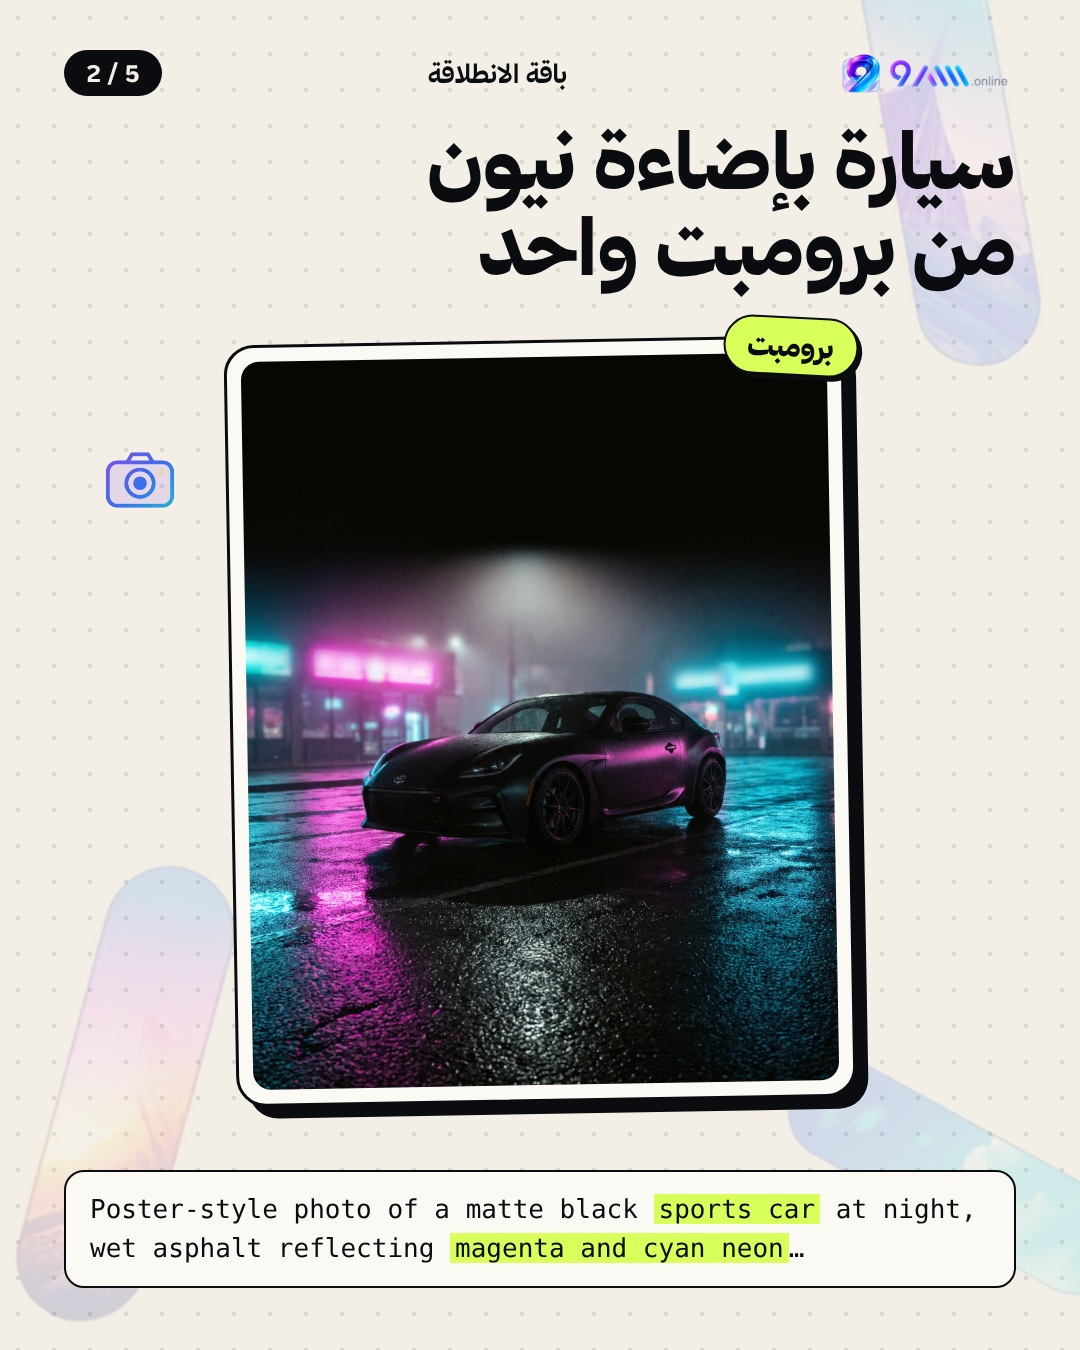 2 / 5
باقة الانطلاقة
.online
سيارة بإضاءة نيون
من برومبت واحد
برومبت
Poster-style photo of a matte black sports car at night,
wet asphalt reflecting magenta and cyan neon…